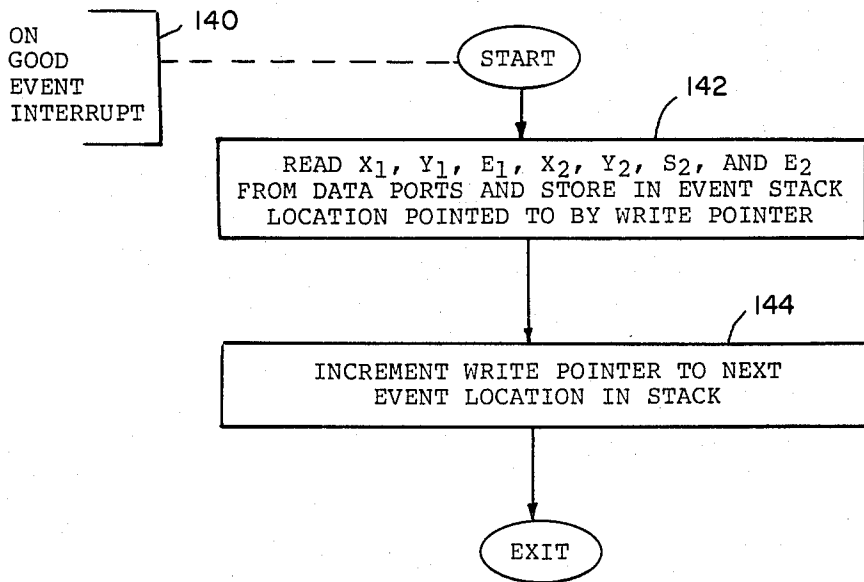 ON
GOOD
EVENT
INTERRUPT
140
START
142
READ X₁, Y₁, E₁, X₂, Y₂, S₂, AND E₂
FROM DATA PORTS AND STORE IN EVENT STACK
LOCATION POINTED TO BY WRITE POINTER
144
INCREMENT WRITE POINTER TO NEXT
EVENT LOCATION IN STACK
EXIT